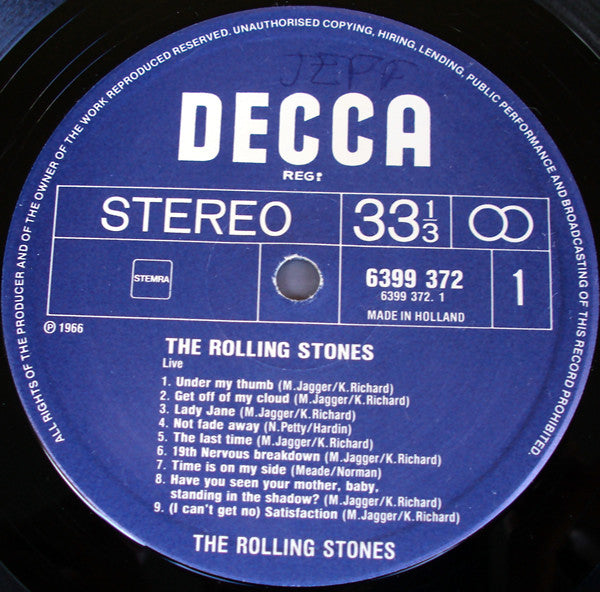 ALL RIGHTS OF THE PRODUCER AND OF THE OWNER OF THE WORK REPRODUCED RESERVED. UNAUTHORISED COPYING, HIRING, LENDING, PUBLIC PERFORMANCE AND BROADCASTING OF THIS RECORD PROHIBITED.
JEFF
DECCA
REGD
STEREO
33 1/3
STEMRA
6399 372
6399 372. 1
MADE IN HOLLAND
1
℗ 1966
THE ROLLING STONES
Live
1. Under my thumb (M.Jagger/K.Richard)
2. Get off of my cloud (M.Jagger/K.Richard)
3. Lady Jane (M.Jagger/K.Richard)
4. Not fade away (N.Petty/Hardin)
5. The last time (M.Jagger/K.Richard)
6. 19th Nervous breakdown (M.Jagger/K.Richard)
7. Time is on my side (Meade/Norman)
8. Have you seen your mother, baby,
standing in the shadow? (M.Jagger/K.Richard)
9. (I can't get no) Satisfaction (M.Jagger/K.Richard)
THE ROLLING STONES